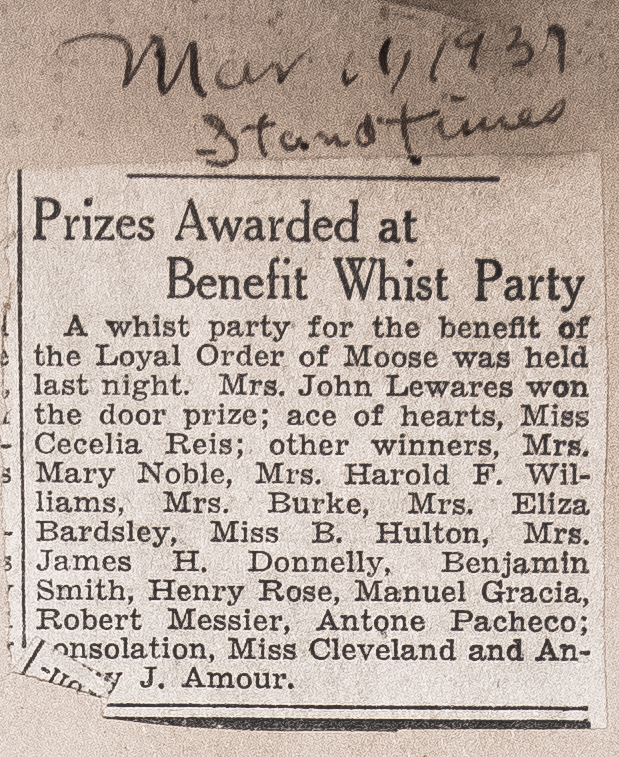 Mar 19, 1937
Stand Times
Prizes Awarded at
Benefit Whist Party
A whist party for the benefit of
the Loyal Order of Moose was held
last night. Mrs. John Lewares won
the door prize; ace of hearts, Miss
Cecelia Reis; other winners, Mrs.
Mary Noble, Mrs. Harold F. Wil-
liams, Mrs. Burke, Mrs. Eliza
Bardsley, Miss B. Hulton, Mrs.
James H. Donnelly, Benjamin
Smith, Henry Rose, Manuel Gracia,
Robert Messier, Antone Pacheco;
onsolation, Miss Cleveland and An-
y J. Amour.